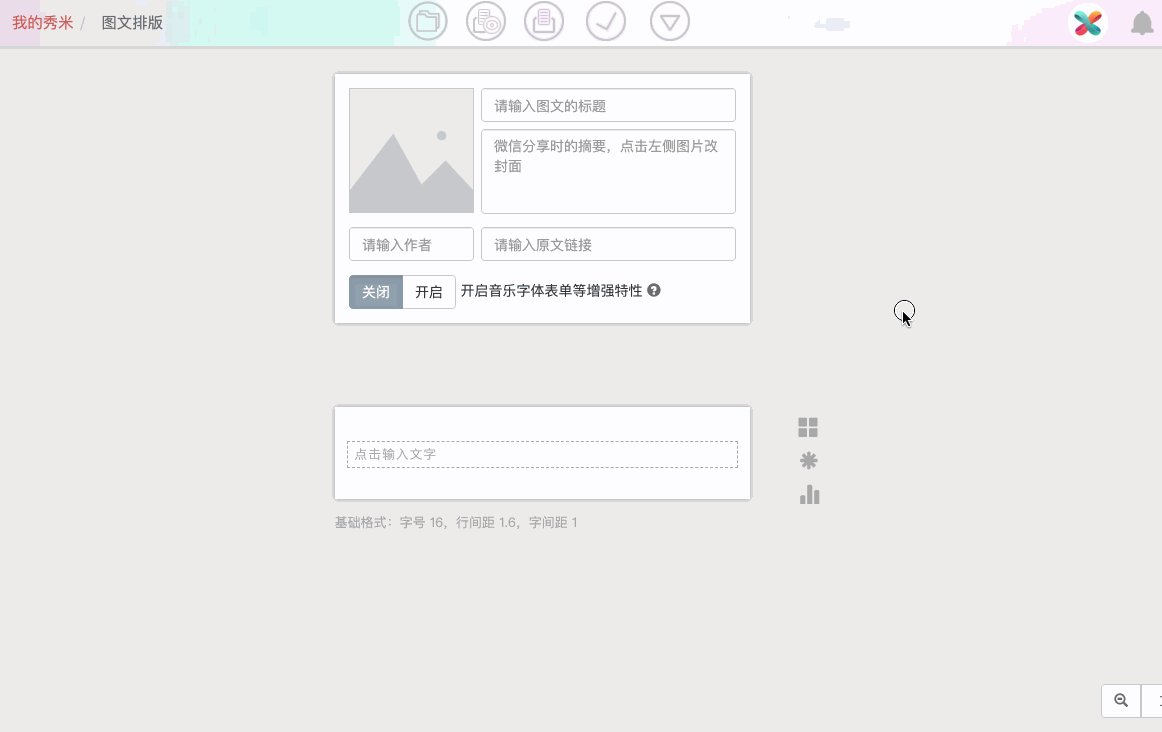 我的秀米 / 图文排版
请输入图文的标题
微信分享时的摘要，点击左侧图片改
封面
请输入作者
请输入原文链接
关闭 开启 开启音乐字体表单等增强特性
点击输入文字
基础格式：字号 16，行间距 1.6，字间距 1